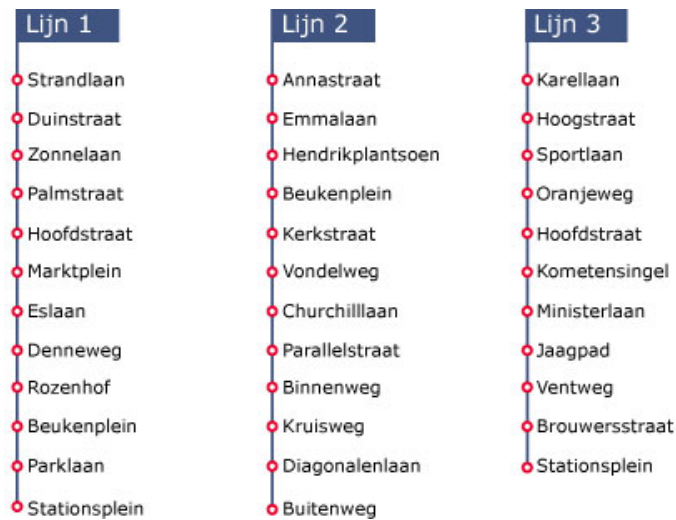 Lijn 1
Strandlaan
Duinstraat
Zonnelaan
Palmstraat
Hoofdstraat
Marktplein
Eslaan
Denneweg
Rozenhof
Beukenplein
Parklaan
Stationsplein
Lijn 2
Annastraat
Emmalaan
Hendrikplantsoen
Beukenplein
Kerkstraat
Vondelweg
Churchilllaan
Parallelstraat
Binnenweg
Kruisweg
Diagonalenlaan
Buitenweg
Lijn 3
Karellaan
Hoogstraat
Sportlaan
Oranjeweg
Hoofdstraat
Kometensingel
Ministerlaan
Jaagpad
Ventweg
Brouwersstraat
Stationsplein